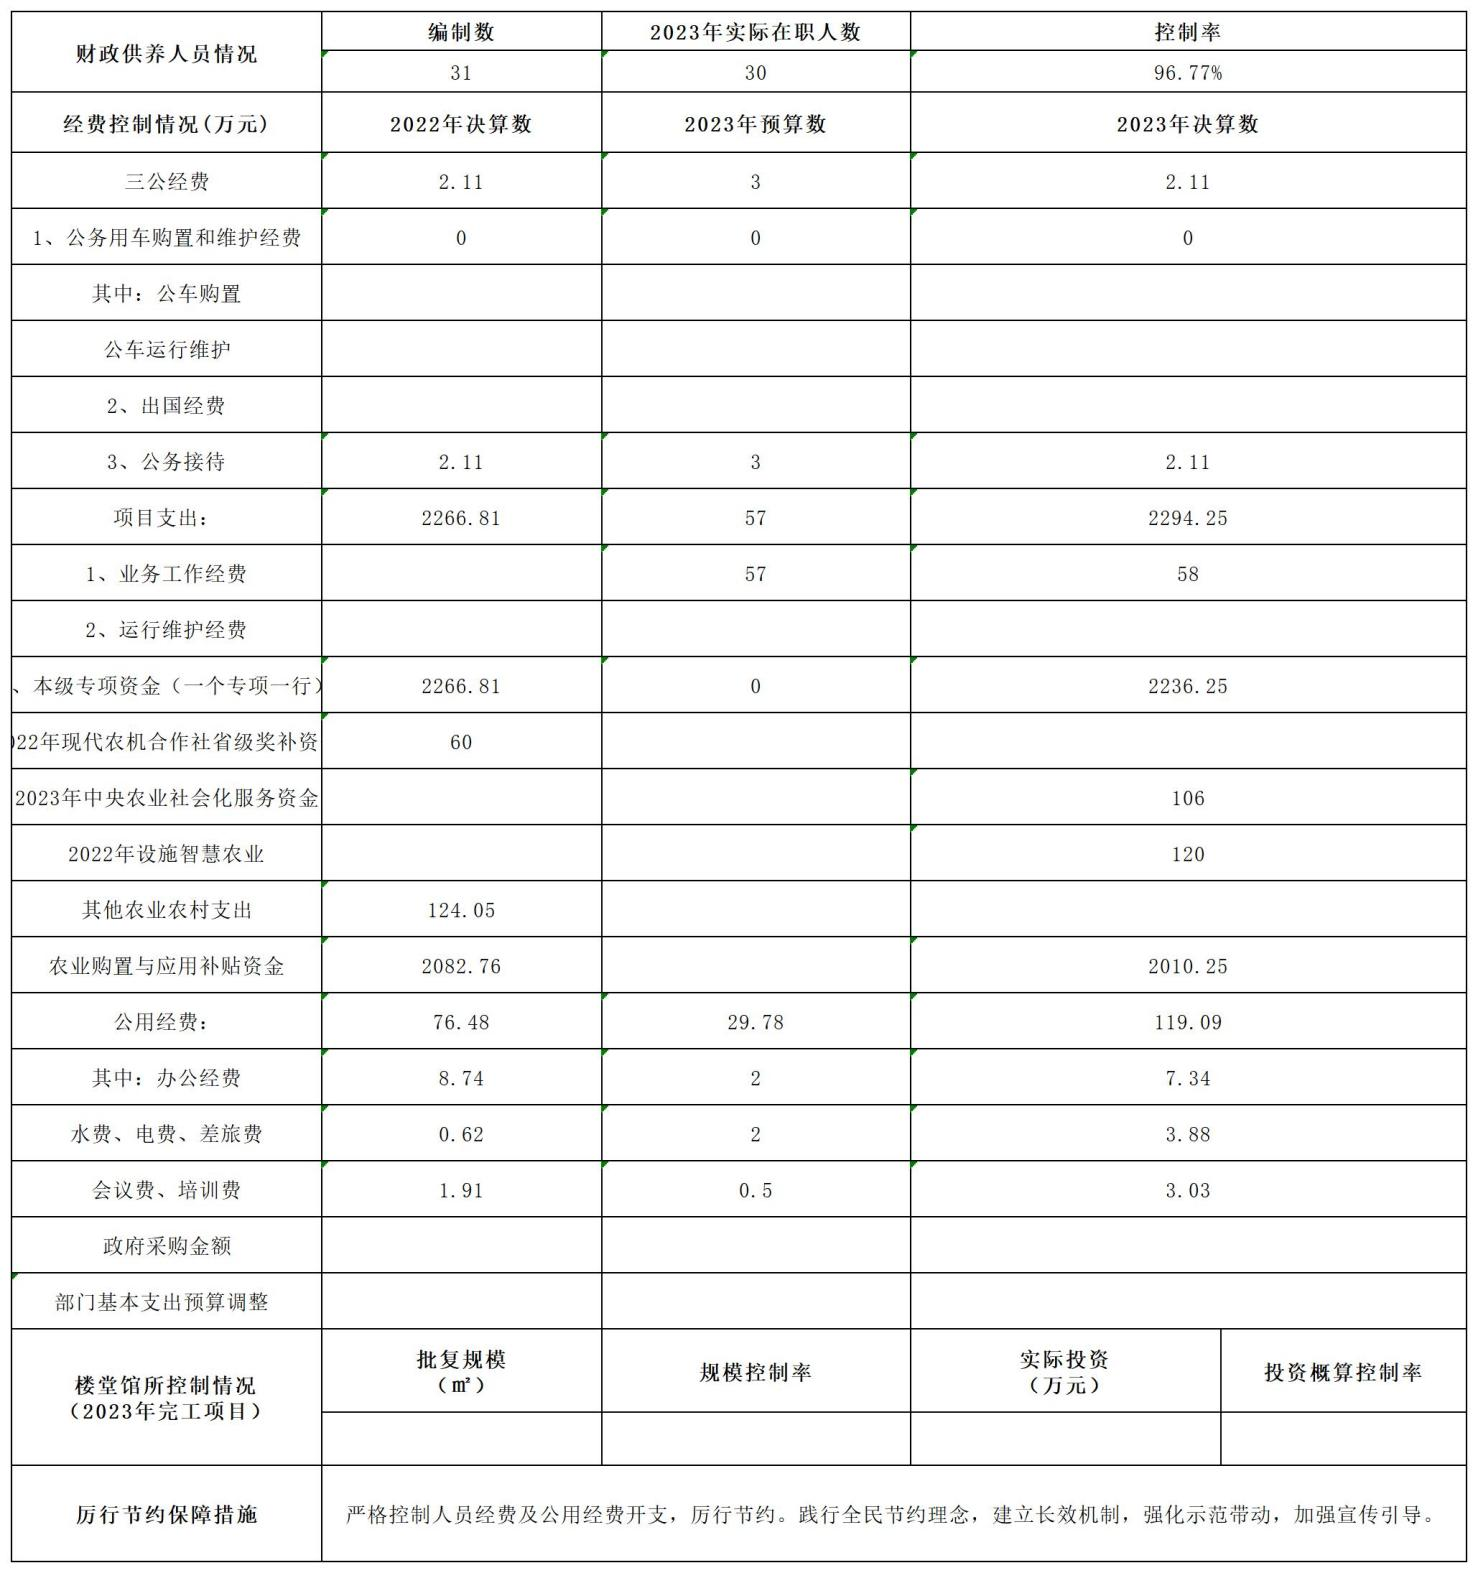 财政供养人员情况 编制数 2023年实际在职人数 控制率
31 30 96.77%
经费控制情况(万元) 2022年决算数 2023年预算数 2023年决算数
三公经费 2.11 3 2.11
1、公务用车购置和维护经费 0 0 0
其中：公车购置
公车运行维护
2、出国经费
3、公务接待 2.11 3 2.11
项目支出： 2266.81 57 2294.25
1、业务工作经费 57 58
2、运行维护经费
、本级专项资金（一个专项一行） 2266.81 0 2236.25
022年现代农机合作社省级奖补资 60
2023年中央农业社会化服务资金 106
2022年设施智慧农业 120
其他农业农村支出 124.05
农业购置与应用补贴资金 2082.76 2010.25
公用经费： 76.48 29.78 119.09
其中：办公经费 8.74 2 7.34
水费、电费、差旅费 0.62 2 3.88
会议费、培训费 1.91 0.5 3.03
政府采购金额
部门基本支出预算调整
楼堂馆所控制情况
（2023年完工项目）
批复规模
（㎡）
规模控制率
实际投资
（万元）
投资概算控制率
厉行节约保障措施 严格控制人员经费及公用经费开支，厉行节约。践行全民节约理念，建立长效机制，强化示范带动，加强宣传引导。